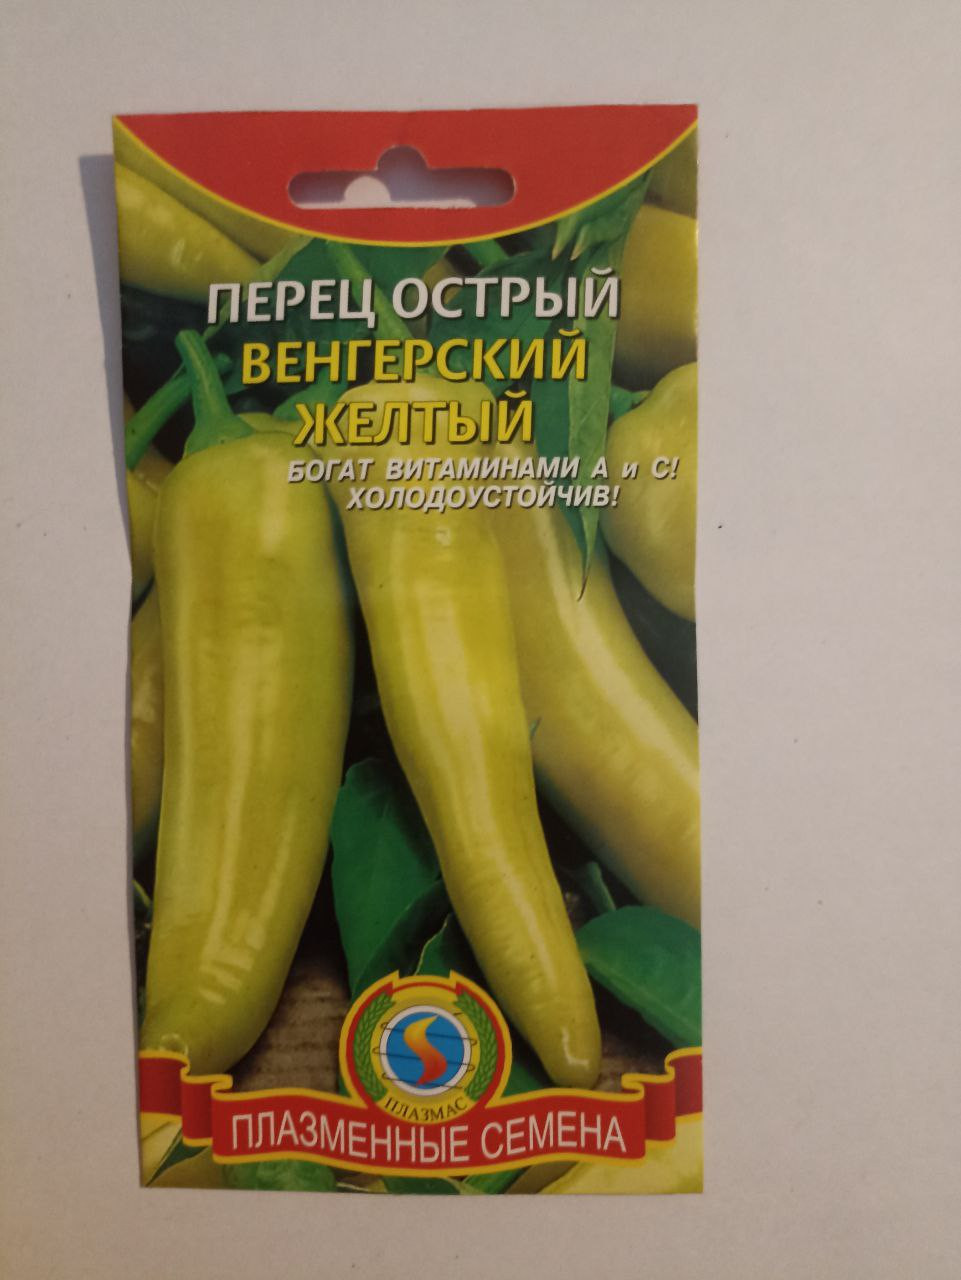 ПЕРЕЦ ОСТРЫЙ
ВЕНГЕРСКИЙ
ЖЕЛТЫЙ
БОГАТ ВИТАМИНАМИ А и С!
ХОЛОДОУСТОЙЧИВ!
ПЛАЗМАС
ПЛАЗМЕННЫЕ СЕМЕНА